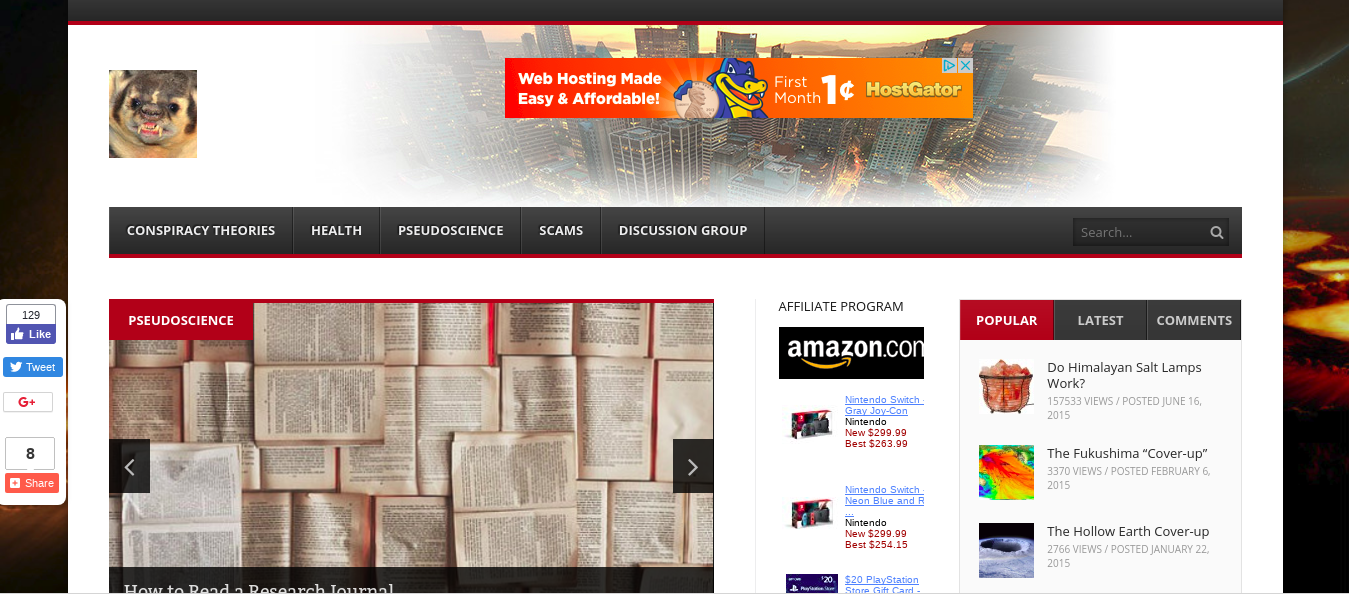 Web Hosting Made
Easy & Affordable!
First
Month 1¢
HostGator
CONSPIRACY THEORIES
HEALTH
PSEUDOSCIENCE
SCAMS
DISCUSSION GROUP
Search...
129
Like
Tweet
G+
8
Share
PSEUDOSCIENCE
How to Read a Research Journal
AFFILIATE PROGRAM
amazon.com
Nintendo Switch -
Gray Joy-Con
Nintendo
New $299.99
Best $263.99
Nintendo Switch -
Neon Blue and R
...
Nintendo
New $299.99
Best $254.15
$20
PlayStation Store
$20 PlayStation
Store Gift Card -
POPULAR
LATEST
COMMENTS
Do Himalayan Salt Lamps
Work?
157533 VIEWS / POSTED JUNE 16,
2015
The Fukushima “Cover-up”
3370 VIEWS / POSTED FEBRUARY 6,
2015
The Hollow Earth Cover-up
2766 VIEWS / POSTED JANUARY 22,
2015